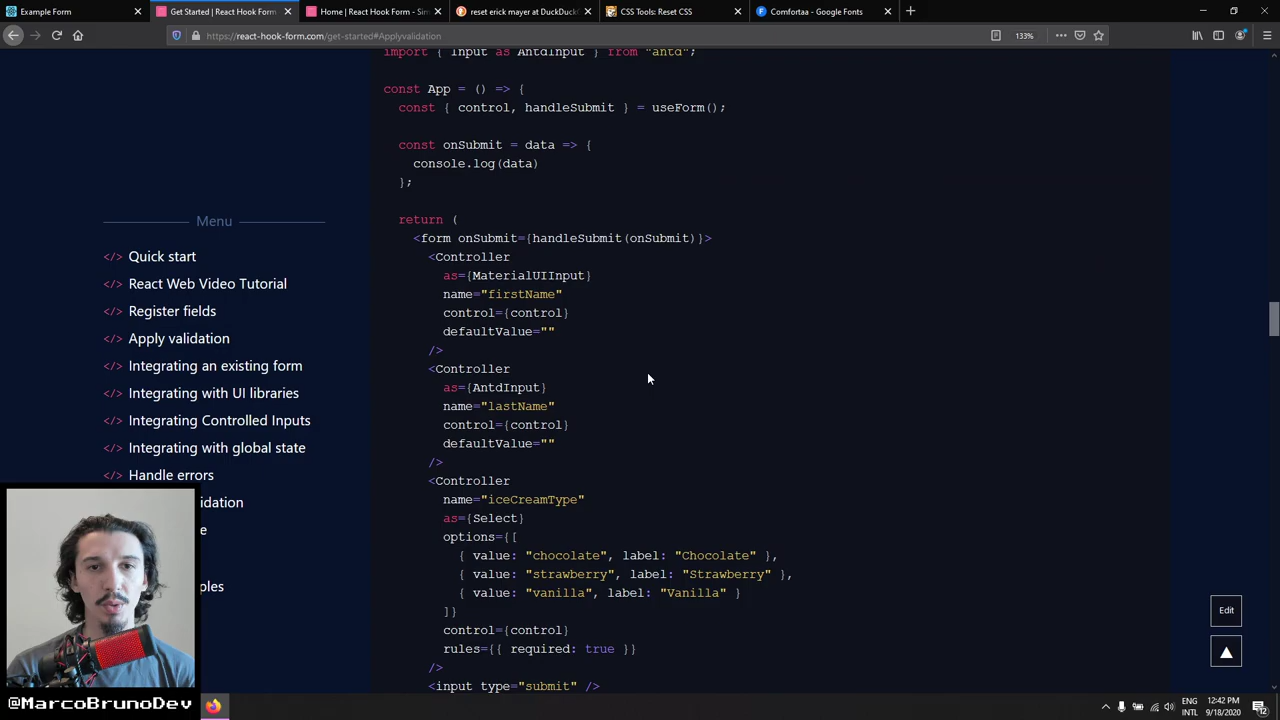 Example Form
Get Started | React Hook Form
Home | React Hook Form - Sim
reset erick mayer at DuckDuck
CSS Tools: Reset CSS
Comfortaa - Google Fonts
https://react-hook-form.com/get-started#Applyvalidation
133%
import { Input as AntdInput } from "antd";
const App = () => {
const { control, handleSubmit } = useForm();
const onSubmit = data => {
console.log(data)
};
return (
<form onSubmit={handleSubmit(onSubmit)}>
<Controller
as={MaterialUIInput}
name="firstName"
control={control}
defaultValue=""
/>
<Controller
as={AntdInput}
name="lastName"
control={control}
defaultValue=""
/>
<Controller
name="iceCreamType"
as={Select}
options={[
{ value: "chocolate", label: "Chocolate" },
{ value: "strawberry", label: "Strawberry" },
{ value: "vanilla", label: "Vanilla" }
]}
control={control}
rules={{ required: true }}
/>
<input type="submit" />
Menu
</> Quick start
</> React Web Video Tutorial
</> Register fields
</> Apply validation
</> Integrating an existing form
</> Integrating with UI libraries
</> Integrating Controlled Inputs
</> Integrating with global state
</> Handle errors
idation
e
ples
Edit
@MarcoBrunoDev
ENG
INTL
12:42 PM
9/18/2020
12